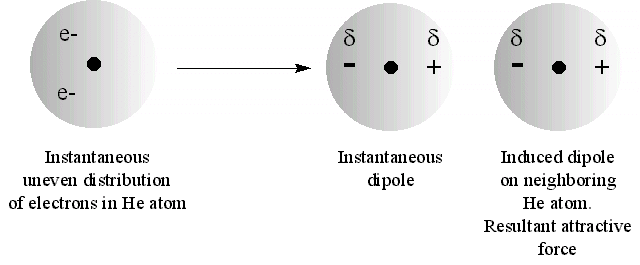 e-
e-
Instantaneous
uneven distribution
of electrons in He atom
δ δ
- +
Instantaneous
dipole
δ δ
- +
Induced dipole
on neighboring
He atom.
Resultant attractive
force